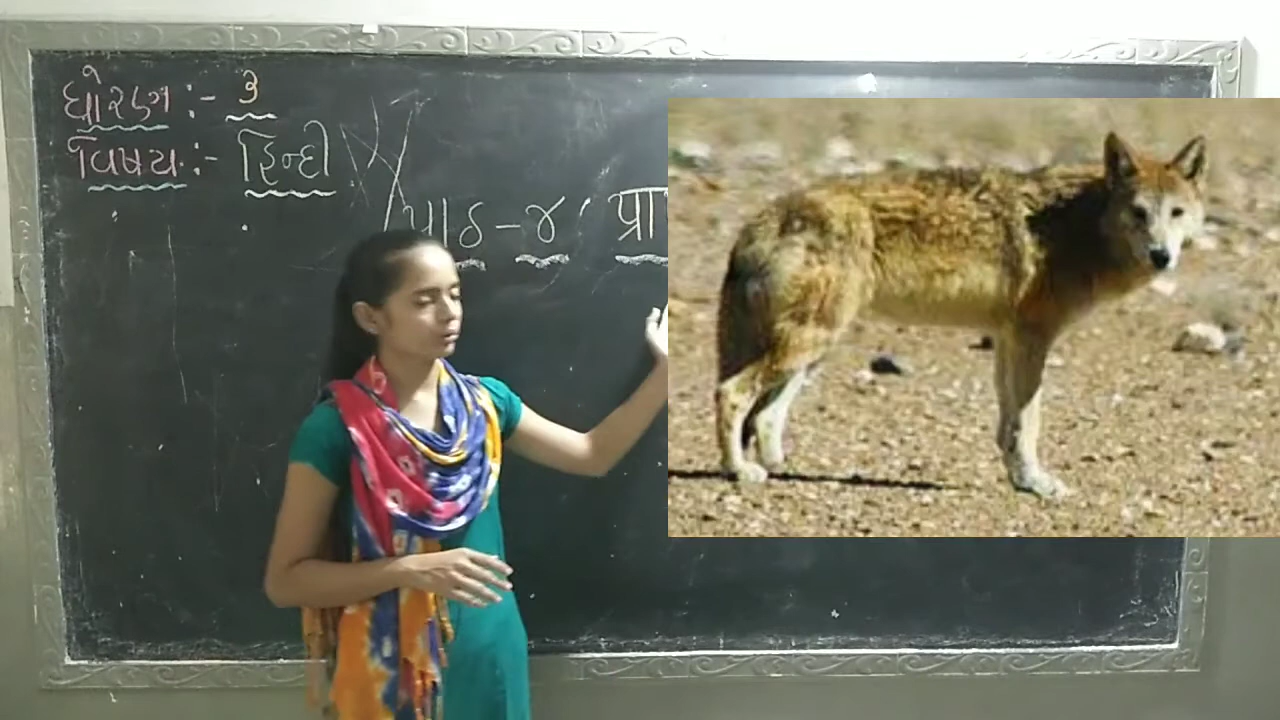 ધોરણ :- ૩
વિષય :- હિન્દી
પાઠ - ૪